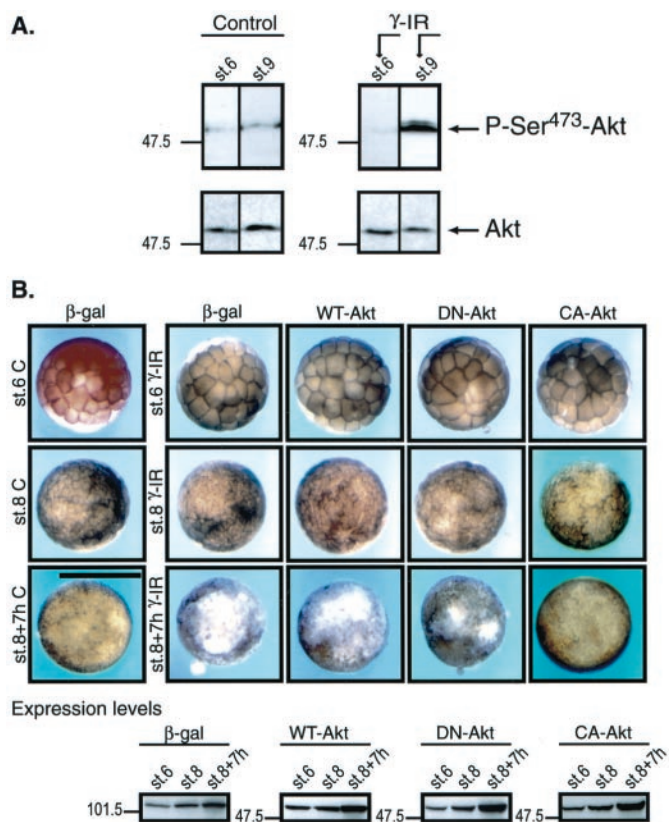 A.
Control γ-IR
st.6 st.9 st.6 st.9
P-Ser473-Akt
47.5 47.5
Akt
47.5 47.5
B.
β-gal β-gal WT-Akt DN-Akt CA-Akt
st.6 C st.6 γ-IR
st.8 C st.8 γ-IR
st.8+7h C st.8+7h γ-IR
Expression levels
β-gal WT-Akt DN-Akt CA-Akt
st.6 st.8 st.8+7h st.6 st.8 st.8+7h st.6 st.8 st.8+7h st.6 st.8 st.8+7h
101.5 47.5 47.5 47.5